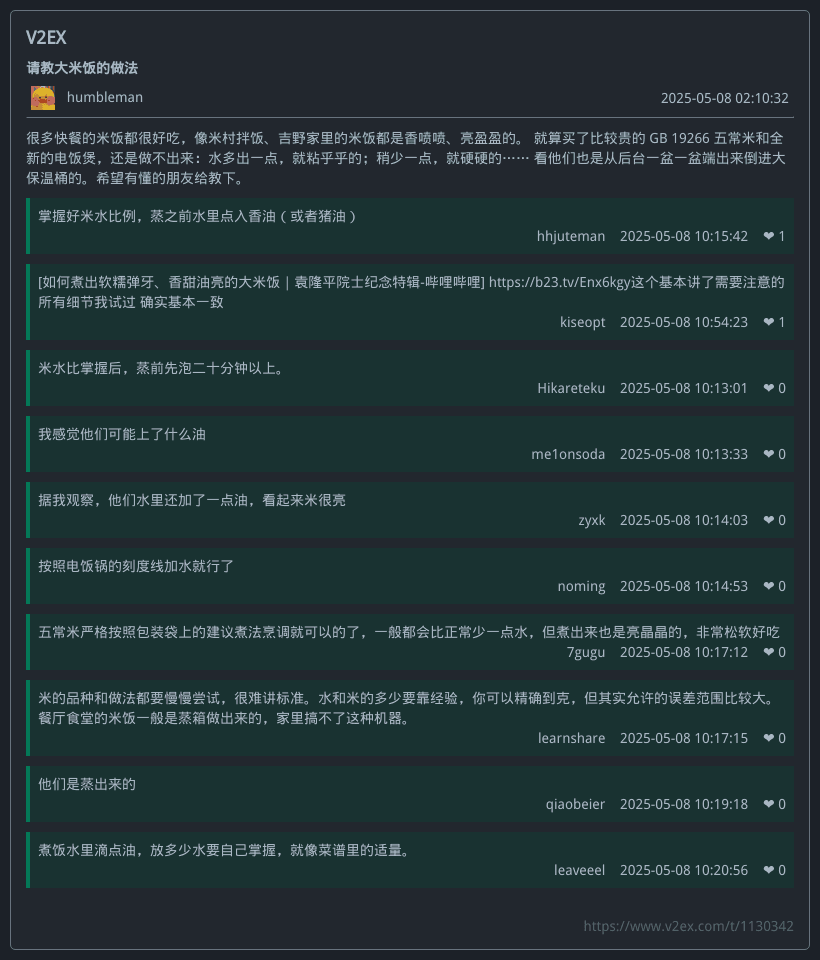 V2EX
请教大米饭的做法
humbleman 2025-05-08 02:10:32
很多快餐的米饭都很好吃，像米村拌饭、吉野家里的米饭都是香喷喷、亮盈盈的。 就算买了比较贵的 GB 19266 五常米和全
新的电饭煲，还是做不出来：水多出一点，就粘乎乎的；稍少一点，就硬硬的…… 看他们也是从后台一盆一盆端出来倒进大
保温桶的。希望有懂的朋友给教下。
掌握好米水比例，蒸之前水里点入香油（或者猪油）
hhjuteman 2025-05-08 10:15:42 ❤ 1
[如何煮出软糯弹牙、香甜油亮的大米饭｜袁隆平院士纪念特辑-哔哩哔哩] https://b23.tv/Enx6kgy这个基本讲了需要注意的
所有细节我试过 确实基本一致
kiseopt 2025-05-08 10:54:23 ❤ 1
米水比掌握后，蒸前先泡二十分钟以上。
Hikareteku 2025-05-08 10:13:01 ❤ 0
我感觉他们可能上了什么油
me1onsoda 2025-05-08 10:13:33 ❤ 0
据我观察，他们水里还加了一点油，看起来米很亮
zyxk 2025-05-08 10:14:03 ❤ 0
按照电饭锅的刻度线加水就行了
noming 2025-05-08 10:14:53 ❤ 0
五常米严格按照包装袋上的建议煮法烹调就可以的了，一般都会比正常少一点水，但煮出来也是亮晶晶的，非常松软好吃
7gugu 2025-05-08 10:17:12 ❤ 0
米的品种和做法都要慢慢尝试，很难讲标准。水和米的多少要靠经验，你可以精确到克，但其实允许的误差范围比较大。
餐厅食堂的米饭一般是蒸箱做出来的，家里搞不了这种机器。
learnshare 2025-05-08 10:17:15 ❤ 0
他们是蒸出来的
qiaobeier 2025-05-08 10:19:18 ❤ 0
煮饭水里滴点油，放多少水要自己掌握，就像菜谱里的适量。
leaveeel 2025-05-08 10:20:56 ❤ 0
https://www.v2ex.com/t/1130342